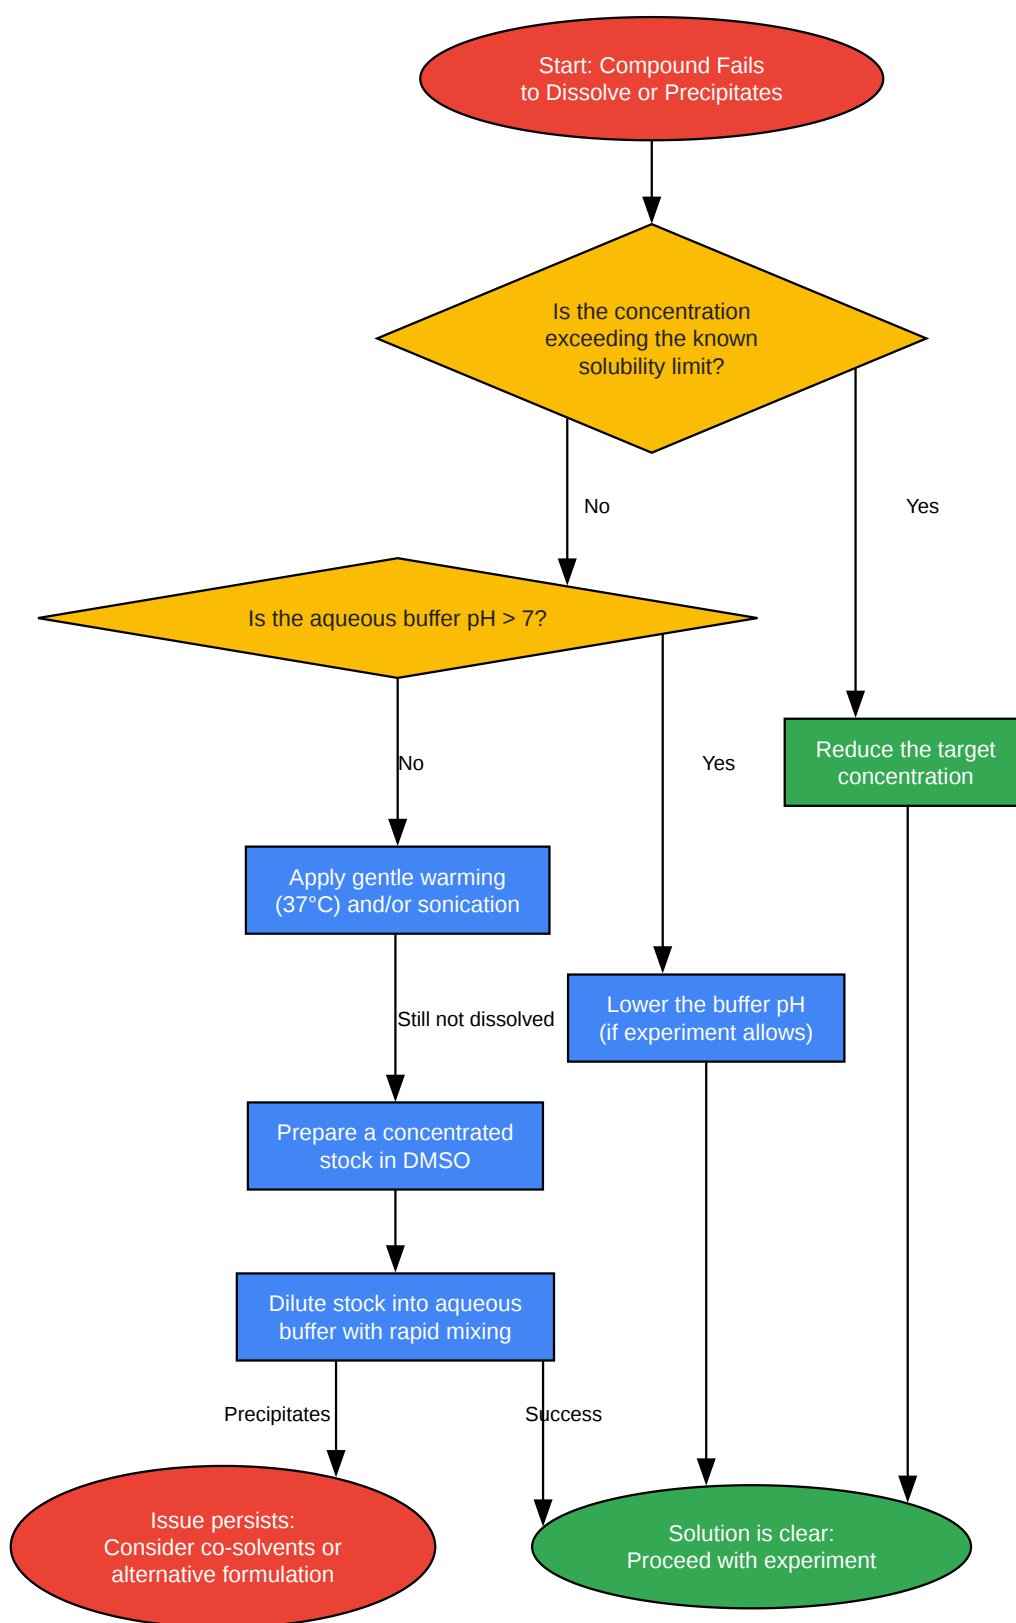 Start: Compound Fails
to Dissolve or Precipitates
Is the concentration
exceeding the known
solubility limit?
No
Yes
Is the aqueous buffer pH > 7?
No
Yes
Reduce the target
concentration
Apply gentle warming
(37°C) and/or sonication
Still not dissolved
Lower the buffer pH
(if experiment allows)
Prepare a concentrated
stock in DMSO
Dilute stock into aqueous
buffer with rapid mixing
Precipitates
Success
Issue persists:
Consider co-solvents or
alternative formulation
Solution is clear:
Proceed with experiment